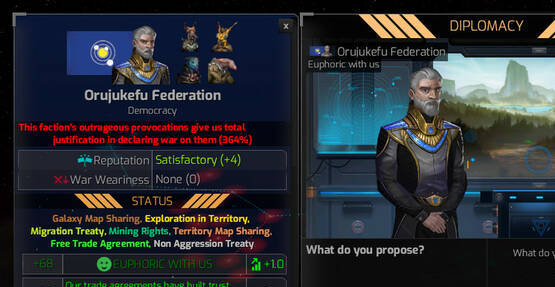 x
Orujukefu Federation
Democracy
This faction's outrageous provocations give us total
justification in declaring war on them (364%)
Reputation Satisfactory (+4)
War Weariness None (0)
STATUS
Galaxy Map Sharing, Exploration in Territory,
Migration Treaty, Mining Rights, Territory Map Sharing,
Free Trade Agreement, Non Aggression Treaty
+68 EUPHORIC WITH US +1.0
Our trade agreements have built trust
DIPLOMACY
Orujukefu Federation
Euphoric with us
What do you propose?
What do yo